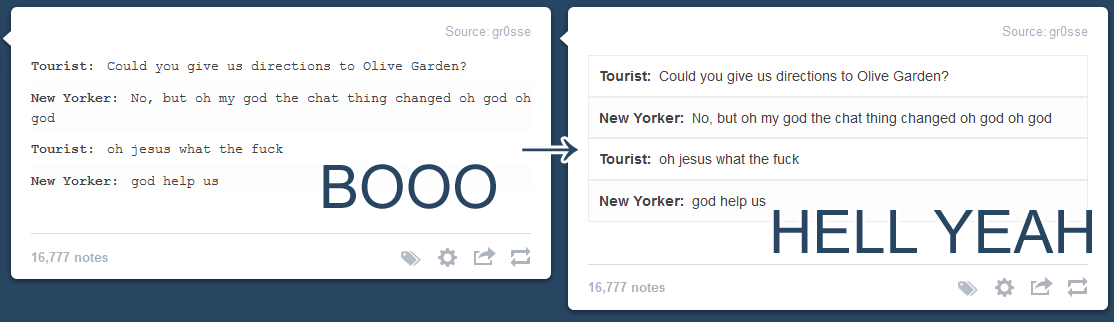 Source: gr0sse
Tourist: Could you give us directions to Olive Garden?
New Yorker: No, but oh my god the chat thing changed oh god oh
god
Tourist: oh jesus what the fuck
New Yorker: god help us
BOOO
16,777 notes
Source: gr0sse
Tourist: Could you give us directions to Olive Garden?
New Yorker: No, but oh my god the chat thing changed oh god oh god
Tourist: oh jesus what the fuck
New Yorker: god help us
HELL YEAH
16,777 notes